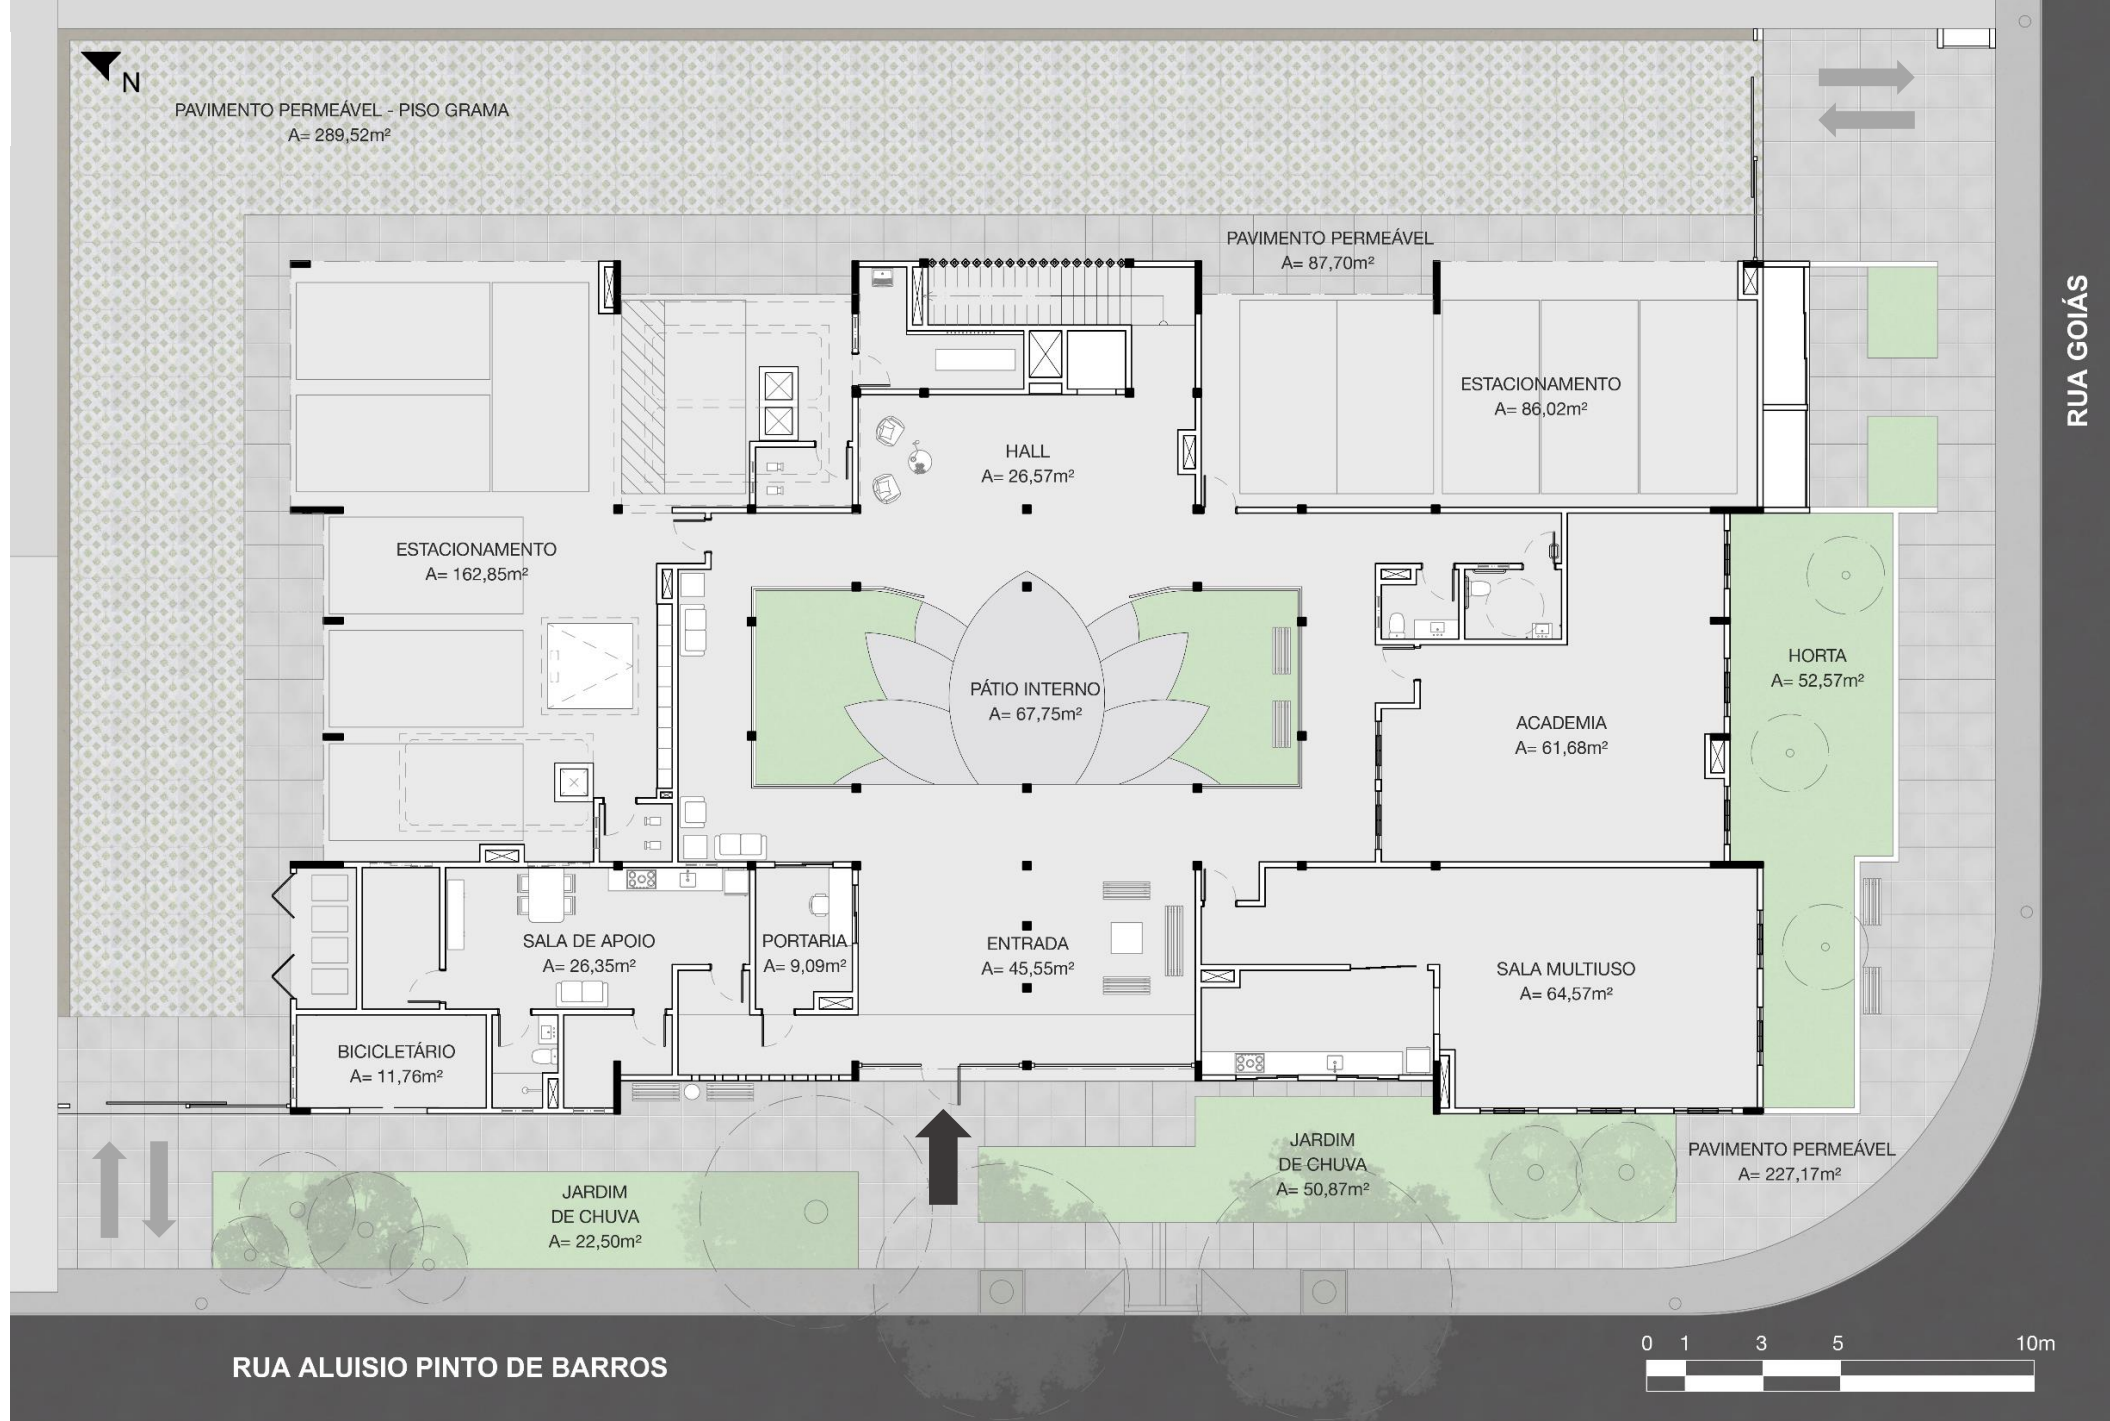 N
PAVIMENTO PERMEÁVEL - PISO GRAMA
A= 289,52m²
PAVIMENTO PERMEÁVEL
A= 87,70m²
RUA GOIÁS
ESTACIONAMENTO
A= 86,02m²
HALL
A= 26,57m²
ESTACIONAMENTO
A= 162,85m²
PÁTIO INTERNO
A= 67,75m²
HORTA
A= 52,57m²
ACADEMIA
A= 61,68m²
SALA DE APOIO
A= 26,35m²
PORTARIA
A= 9,09m²
ENTRADA
A= 45,55m²
SALA MULTIUSO
A= 64,57m²
BICICLETÁRIO
A= 11,76m²
JARDIM
DE CHUVA
A= 50,87m²
PAVIMENTO PERMEÁVEL
A= 227,17m²
JARDIM
DE CHUVA
A= 22,50m²
RUA ALUISIO PINTO DE BARROS
0 1 3 5 10m